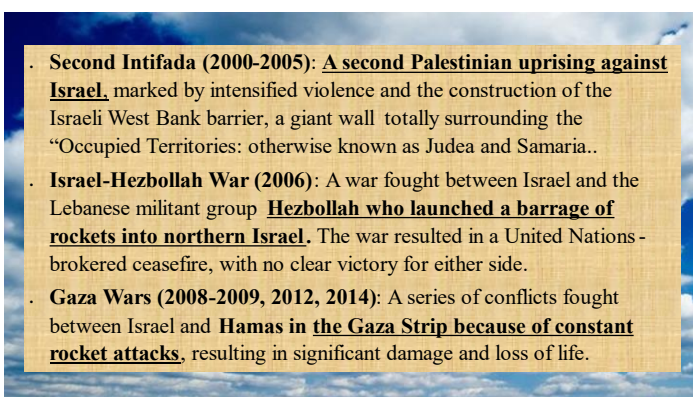 . Second Intifada (2000-2005): A second Palestinian uprising against
Israel, marked by intensified violence and the construction of the
Israeli West Bank barrier, a giant wall totally surrounding the
“Occupied Territories: otherwise known as Judea and Samaria..
. Israel-Hezbollah War (2006): A war fought between Israel and the
Lebanese militant group Hezbollah who launched a barrage of
rockets into northern Israel. The war resulted in a United Nations-
brokered ceasefire, with no clear victory for either side.
. Gaza Wars (2008-2009, 2012, 2014): A series of conflicts fought
between Israel and Hamas in the Gaza Strip because of constant
rocket attacks, resulting in significant damage and loss of life.